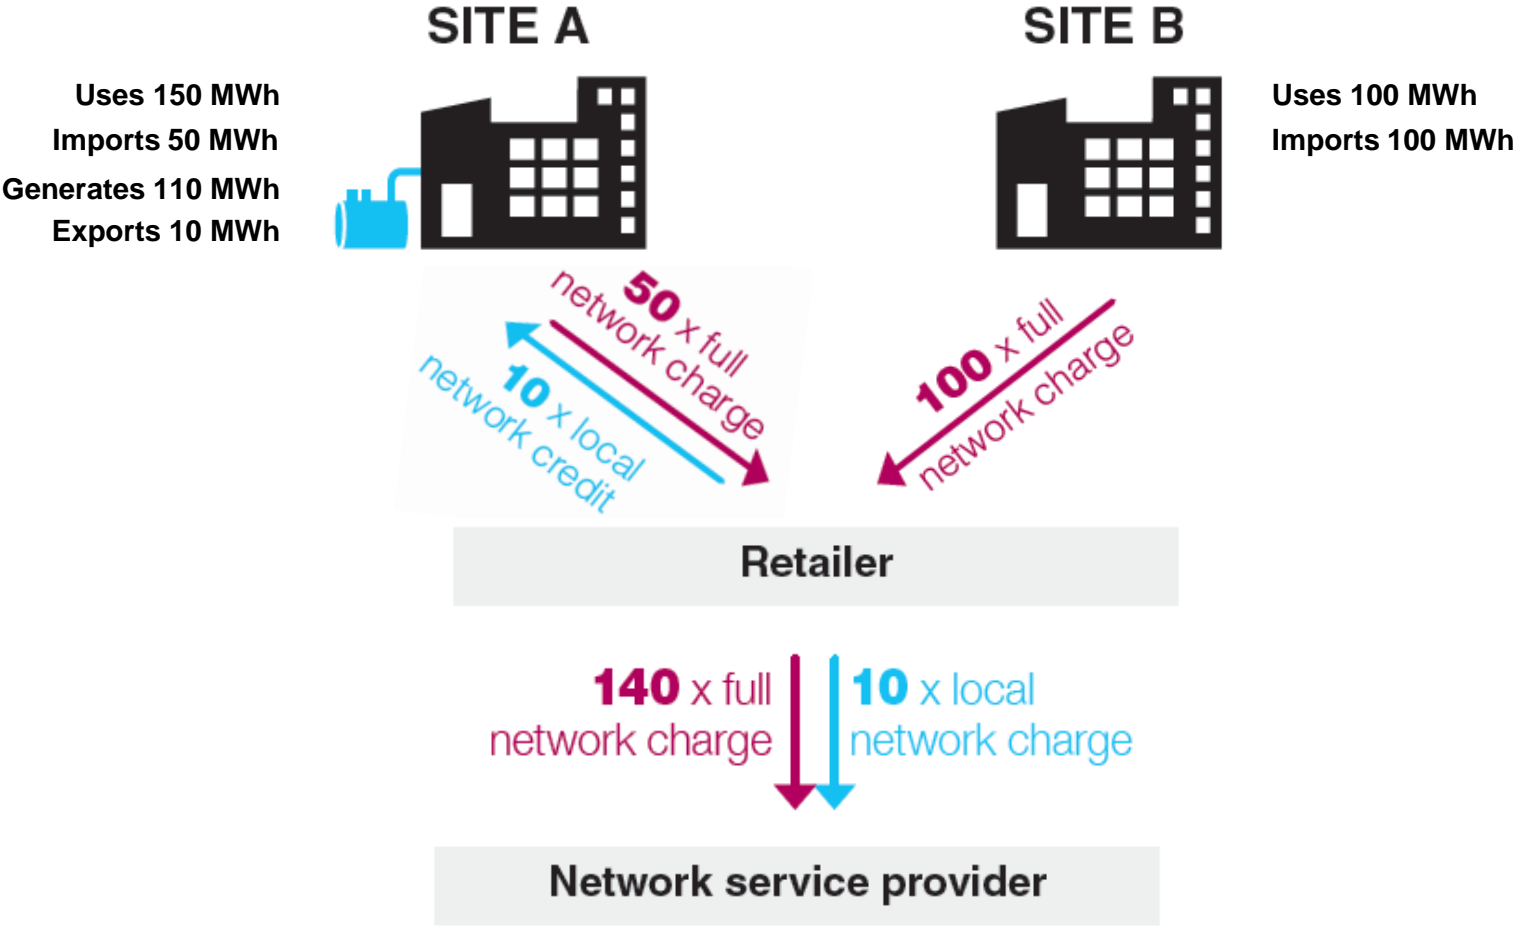 SITE A
SITE B
Uses 150 MWh
Imports 50 MWh
Generates 110 MWh
Exports 10 MWh
Uses 100 MWh
Imports 100 MWh
50 x full
network charge
10 x local
network credit
100 x full
network charge
Retailer
140 x full
network charge
10 x local
network charge
Network service provider